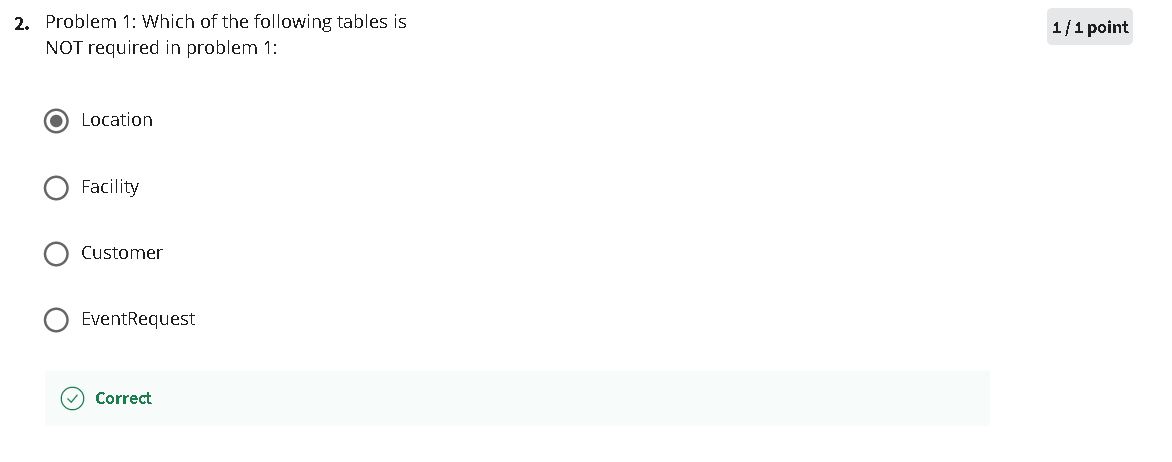 2. Problem 1: Which of the following tables is
NOT required in problem 1:
1 / 1 point
Location
Facility
Customer
EventRequest
Correct